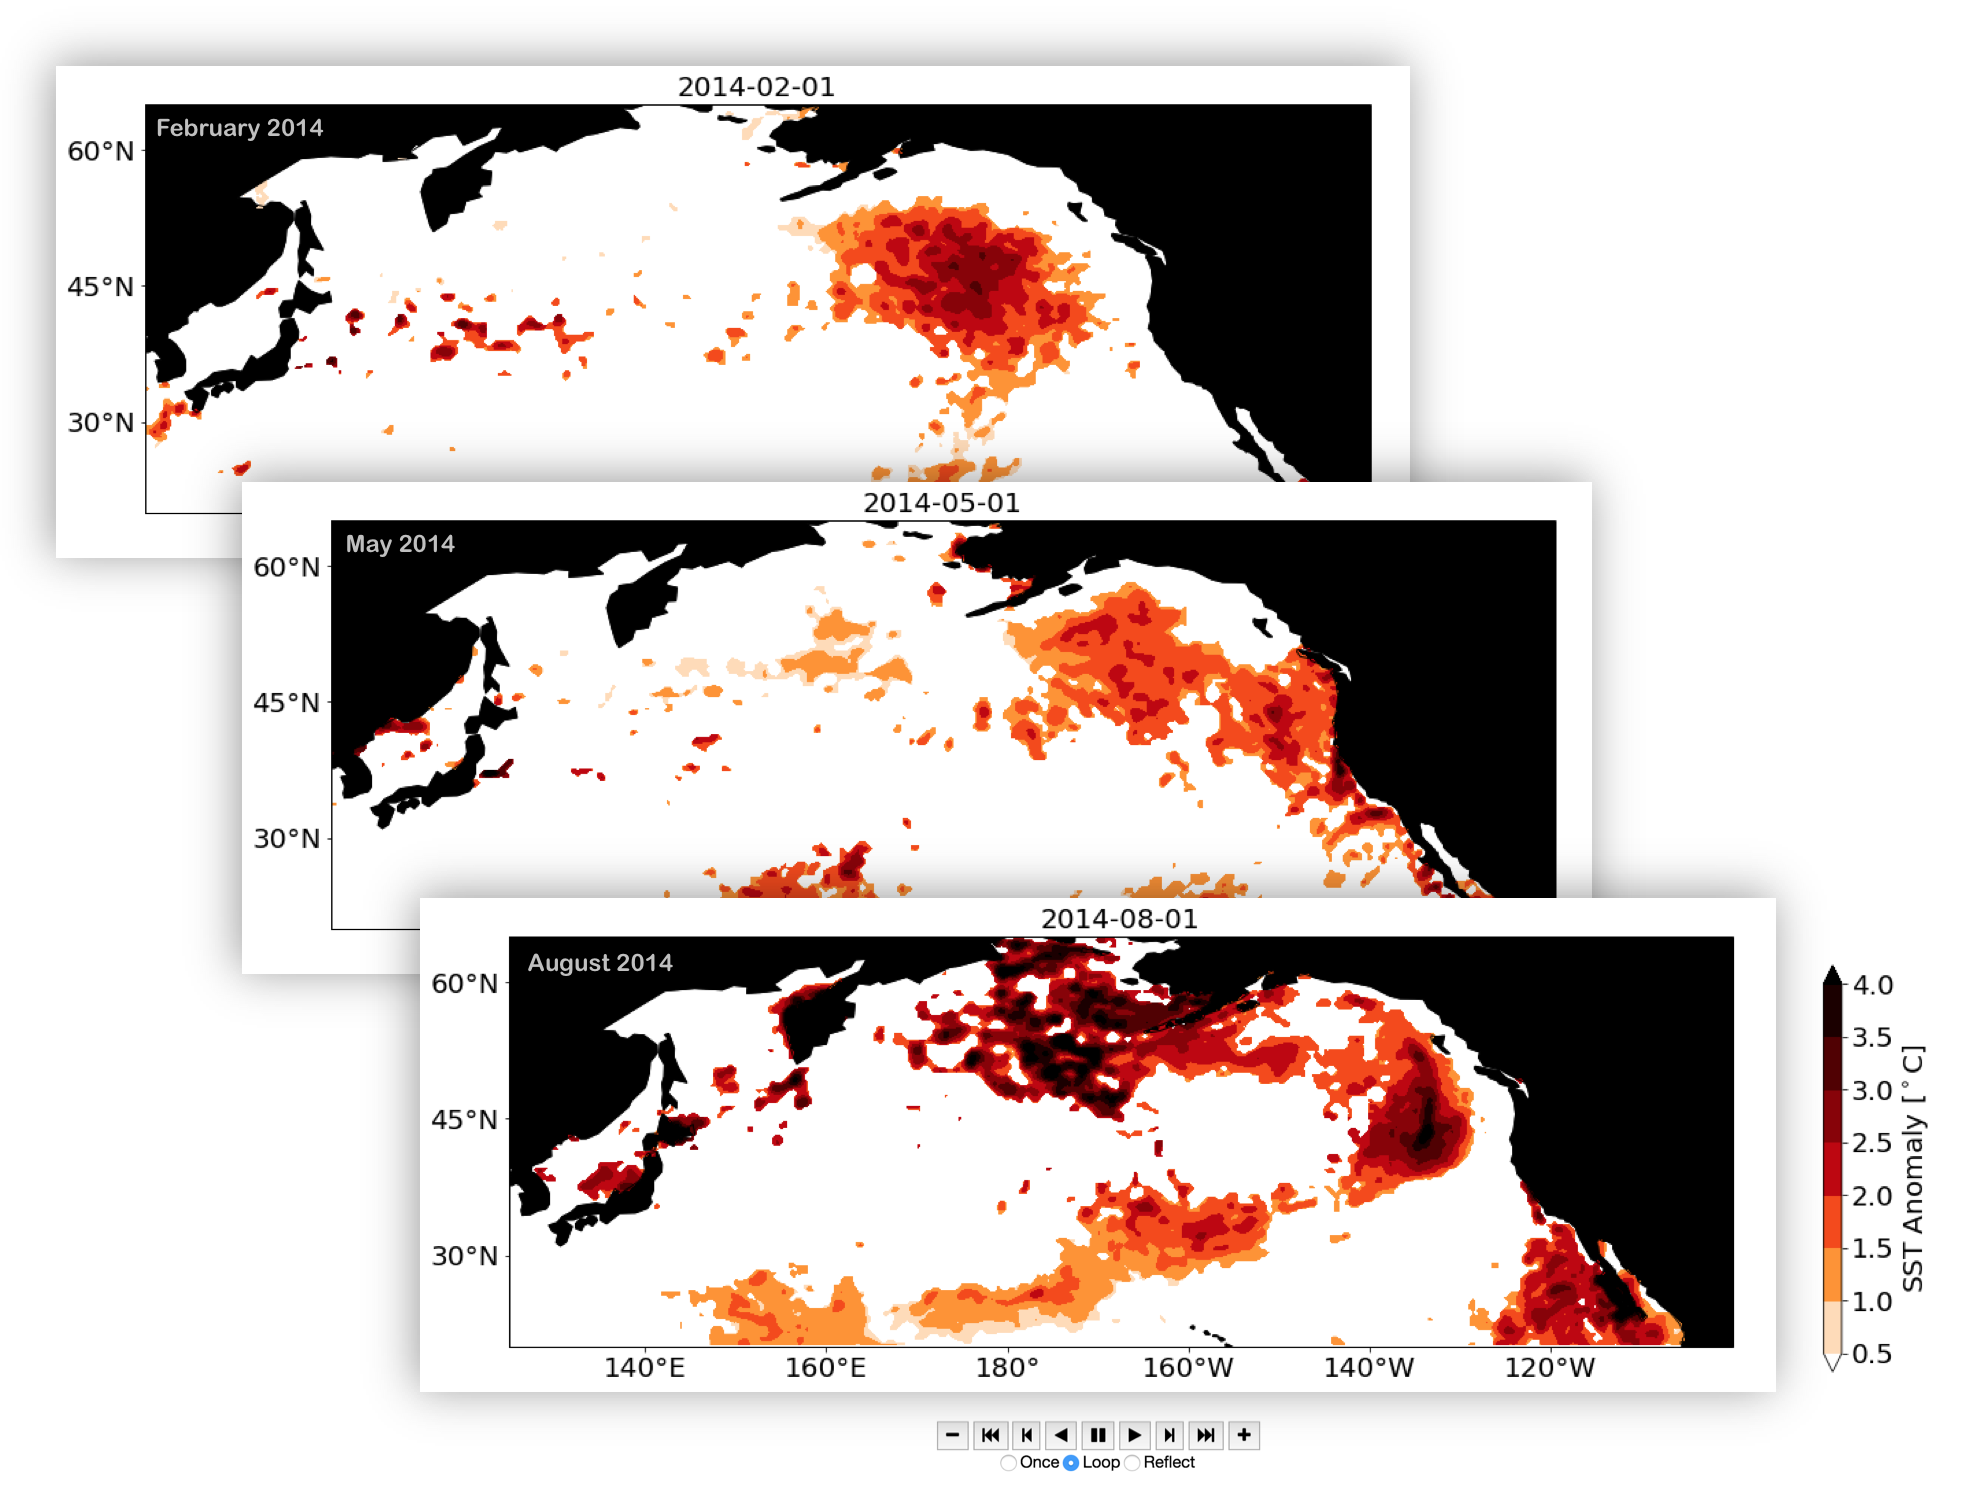 2014-02-01
February 2014
60°N
45°N
30°N
2014-05-01
May 2014
60°N
45°N
30°N
2014-08-01
August 2014
60°N
45°N
30°N
140°E 160°E 180° 160°W 140°W 120°W
4.0
3.5
3.0
2.5
2.0
1.5
1.0
0.5
SST Anomaly [°C]
Once Loop Reflect